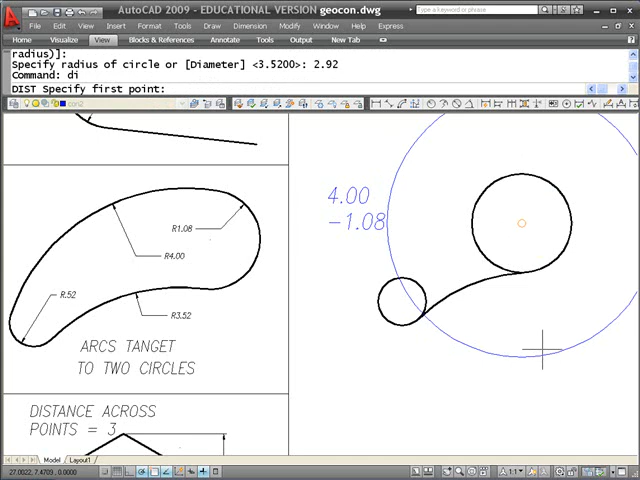 AutoCAD 2009 - EDUCATIONAL VERSION geocon.dwg
Type a keyword or phrase
File Edit View Insert Format Tools Draw Dimension Modify Window Help Express
Home Blocks & References Insert Annotate View Tools Output New Tab
radius)]:
Specify radius of circle or [Diameter] <3.5200>: 2.92
Command: di
DIST Specify first point:
R1.08
R4.00
R.52
R3.52
ARCS TANGET
TO TWO CIRCLES
4.00
-1.08
DISTANCE ACROSS
POINTS = 3
Model Layout1
27.0022, 7.4709, 0.0000
1:1